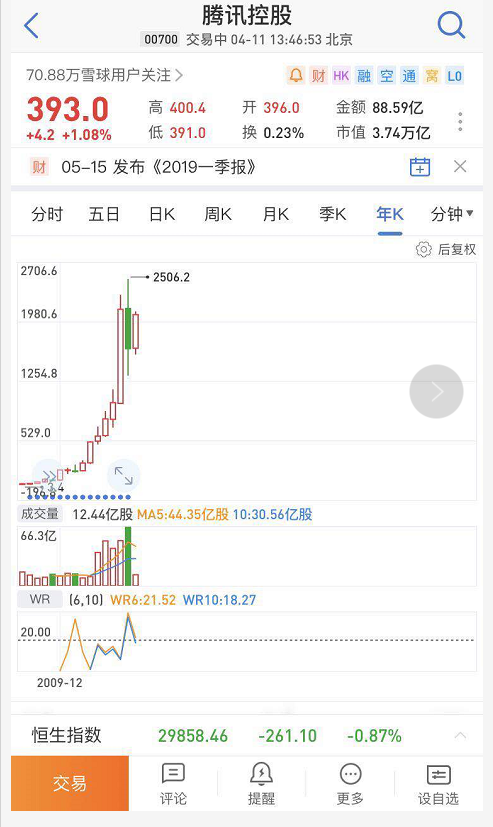 腾讯控股
00700 交易中 04-11 13:46:53 北京
70.88万雪球用户关注
财 HK 融 空 通 窝 L0
393.0 高 400.4 开 396.0 金额 88.59亿
+4.2 +1.08% 低 391.0 换 0.23% 市值 3.74万亿
财 05-15 发布《2019一季报》
分时 五日 日K 周K 月K 季K 年K 分钟
后复权
2706.6
2506.2
1980.6
1254.8
529.0
3.4
-196.8
成交量 12.44亿股 MA5:44.35亿股 10:30.56亿股
66.3亿
WR (6,10) WR6:21.52 WR10:18.27
20.00
2009-12
恒生指数 29858.46 -261.10 -0.87%
交易 评论 提醒 更多 设自选